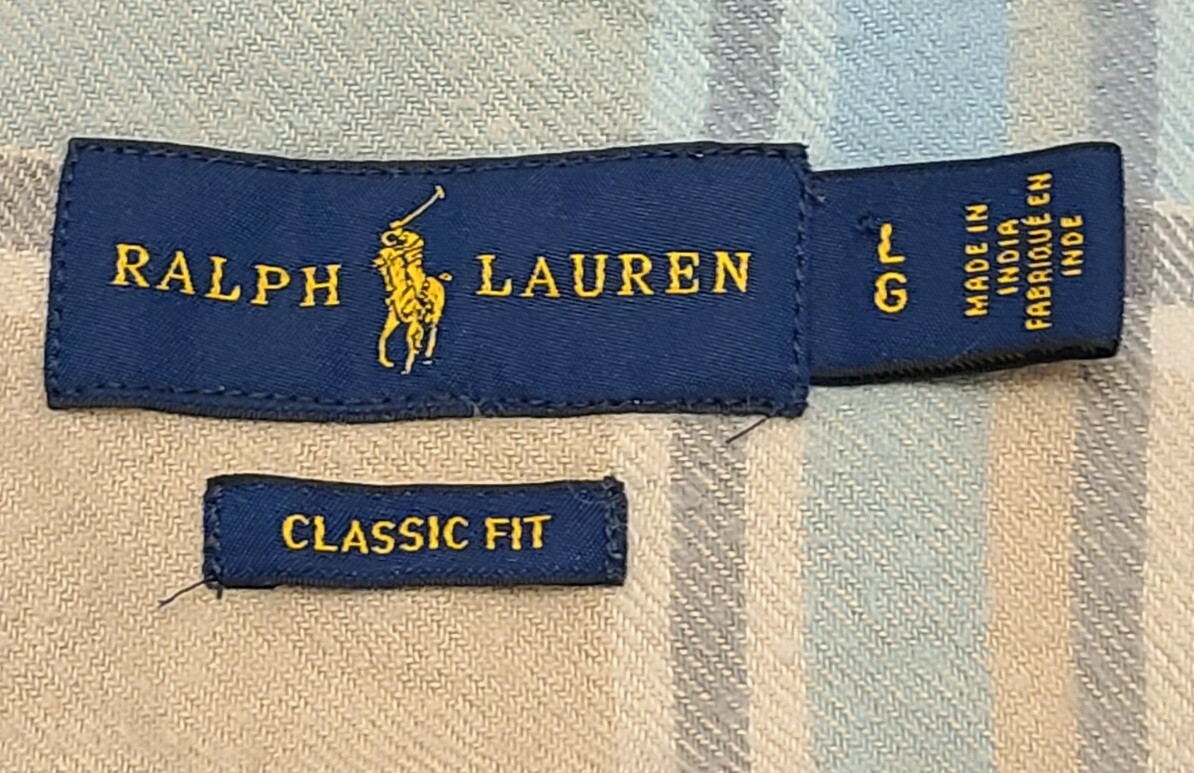 RALPH LAUREN
L
G
MADE IN
INDIA
FABRIQUÉ EN
INDE
CLASSIC FIT